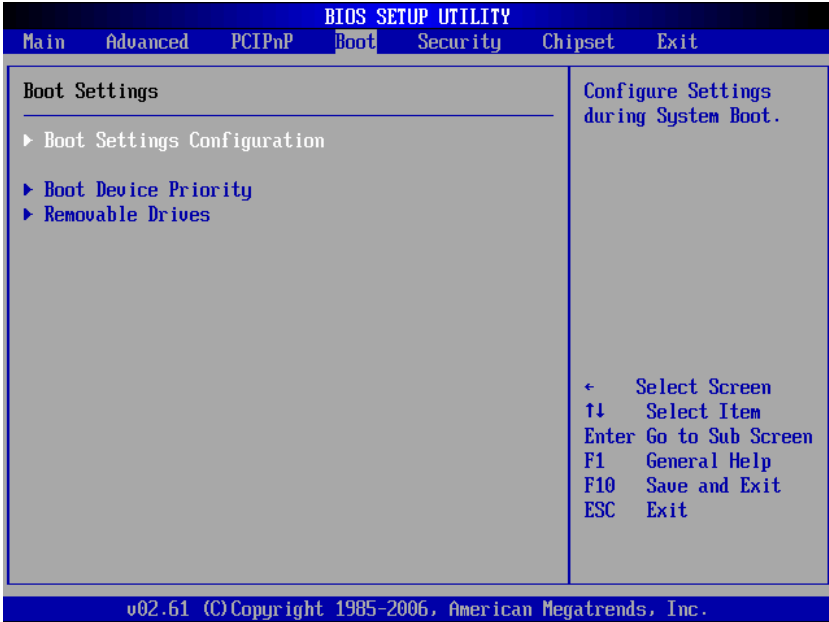 BIOS SETUP UTILITY
Main Advanced PCIPnP Boot Security Chipset Exit
Boot Settings
▶ Boot Settings Configuration
▶ Boot Device Priority
▶ Removable Drives
Configure Settings
during System Boot.
← Select Screen
↑↓ Select Item
Enter Go to Sub Screen
F1 General Help
F10 Save and Exit
ESC Exit
v02.61 (C)Copyright 1985-2006, American Megatrends, Inc.